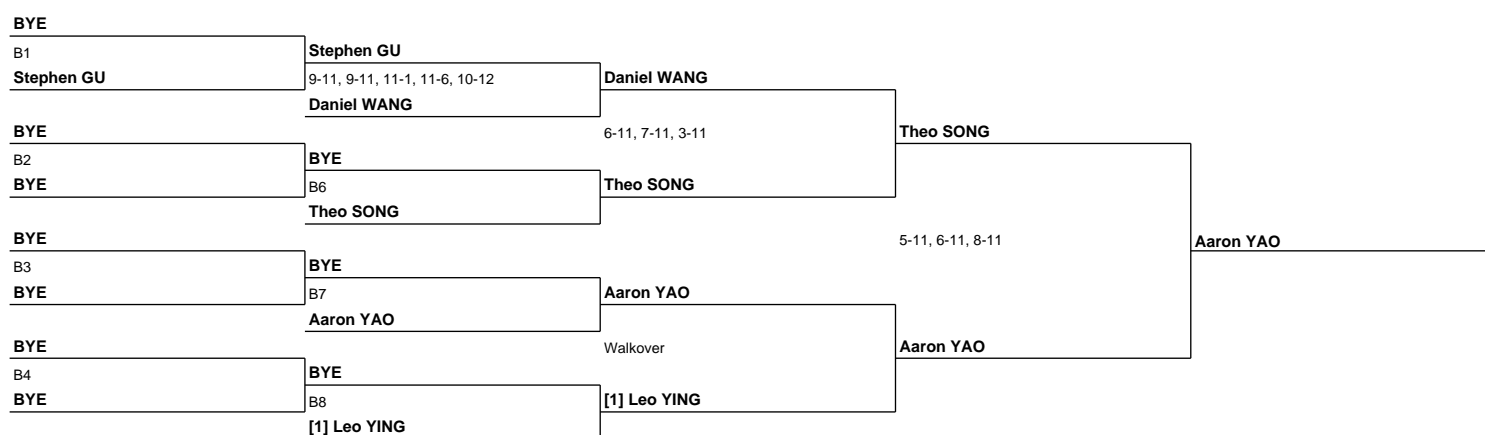 BYE
B1
Stephen GU
BYE
B2
BYE
BYE
B3
BYE
BYE
B4
BYE
Stephen GU
9-11, 9-11, 11-1, 11-6, 10-12
Daniel WANG
BYE
B6
Theo SONG
BYE
B7
Aaron YAO
BYE
B8
[1] Leo YING
Daniel WANG
6-11, 7-11, 3-11
Theo SONG
Aaron YAO
Walkover
[1] Leo YING
Theo SONG
5-11, 6-11, 8-11
Aaron YAO
Aaron YAO